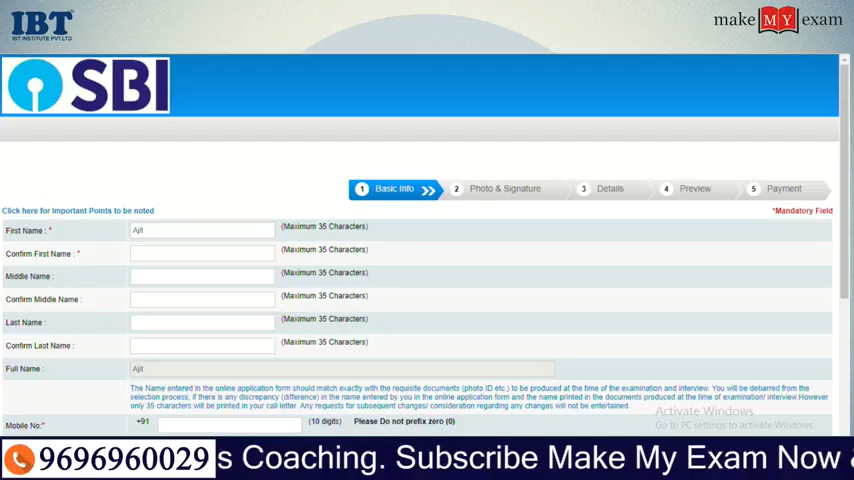 IBT
IBT INSTITUTE PVT.LTD
make MY exam
SBI
1 Basic Info 2 Photo & Signature 3 Details 4 Preview 5 Payment
Click here for Important Points to be noted
*Mandatory Field
First Name : * Ajit (Maximum 35 Characters)
Confirm First Name : * (Maximum 35 Characters)
Middle Name : (Maximum 35 Characters)
Confirm Middle Name : (Maximum 35 Characters)
Last Name : (Maximum 35 Characters)
Confirm Last Name : (Maximum 35 Characters)
Full Name : Ajit
The Name entered in the online application form should match exactly with the requisite documents (photo ID etc.) to be produced at the time of the examination and interview. You will be debarred from the
selection process, if there is any discrepancy (difference) in the name entered by you in the online application form and the name printed in the documents produced at the time of examination/ interview.However
only 35 characters will be printed in your call letter. Any requests for subsequent changes/ consideration regarding any changes will not be entertained.
Activate Windows
Go to PC settings to activate Windows.
Mobile No:* +91 (10 digits) Please Do not prefix zero (0)
9696960029 s Coaching. Subscribe Make My Exam Now &